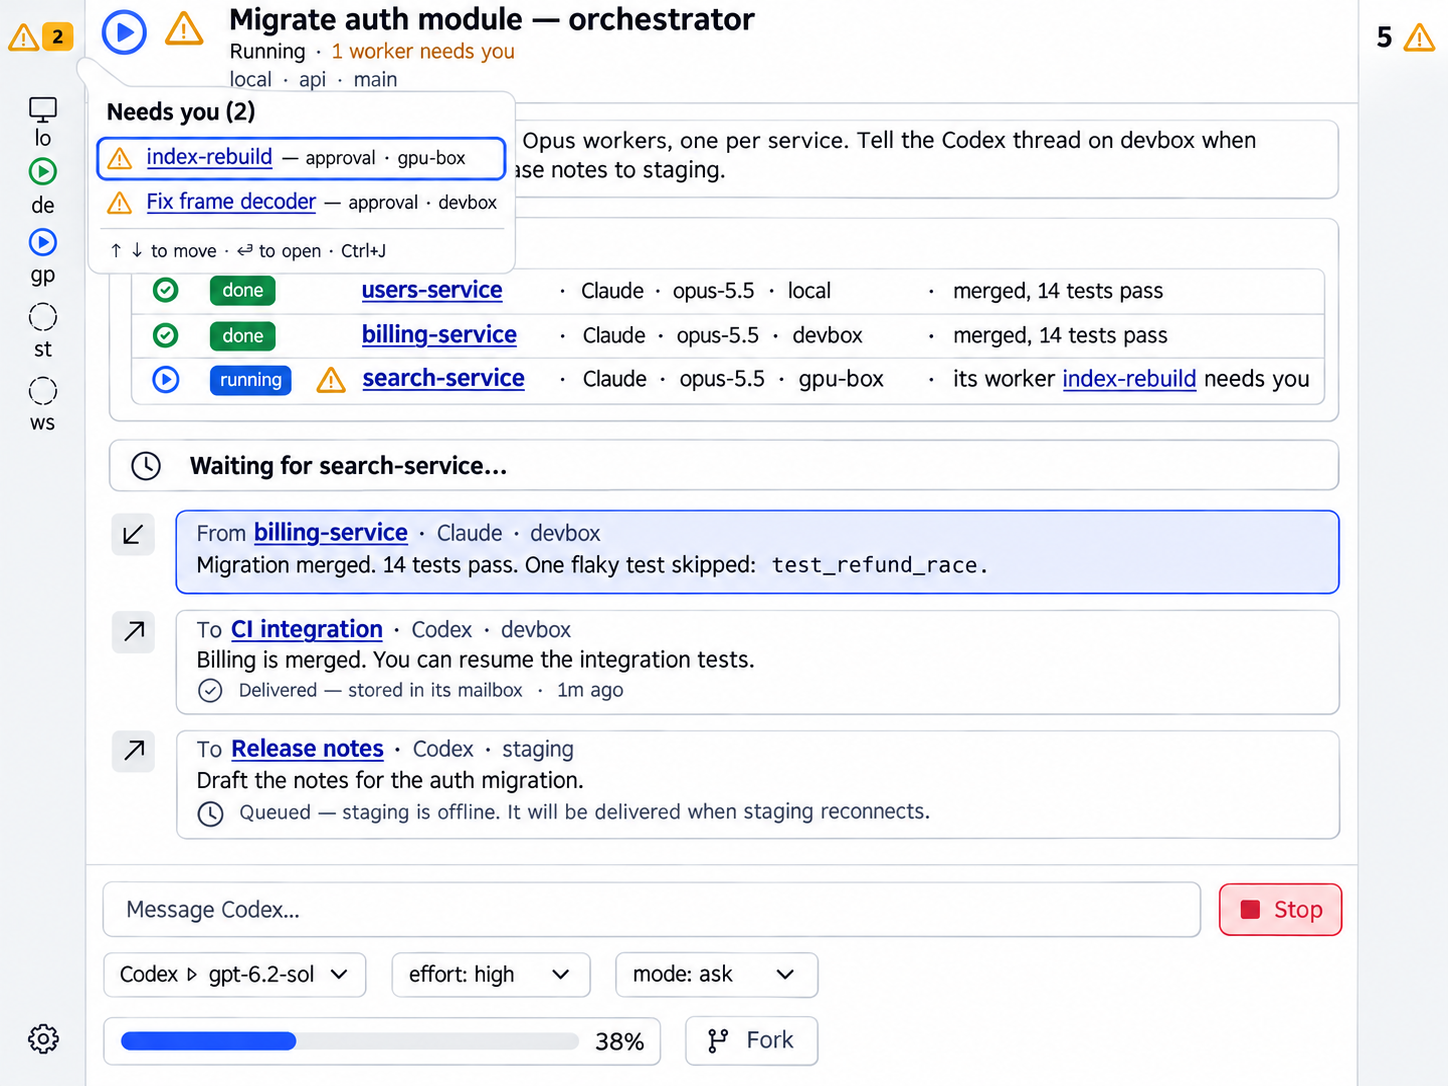 2
Migrate auth module — orchestrator
Running · 1 worker needs you
local · api · main
5
Needs you (2)
index-rebuild — approval · gpu-box
Fix frame decoder — approval · devbox
↑ ↓ to move · ⏎ to open · Ctrl+J
lo
de
gp
st
ws
Opus workers, one per service. Tell the Codex thread on devbox when
ase notes to staging.
done users-service · Claude · opus-5.5 · local · merged, 14 tests pass
done billing-service · Claude · opus-5.5 · devbox · merged, 14 tests pass
running search-service · Claude · opus-5.5 · gpu-box · its worker index-rebuild needs you
Waiting for search-service...
From billing-service · Claude · devbox
Migration merged. 14 tests pass. One flaky test skipped: test_refund_race.
To CI integration · Codex · devbox
Billing is merged. You can resume the integration tests.
Delivered — stored in its mailbox · 1m ago
To Release notes · Codex · staging
Draft the notes for the auth migration.
Queued — staging is offline. It will be delivered when staging reconnects.
Message Codex...
Stop
Codex ▹ gpt-6.2-sol
effort: high
mode: ask
38%
Fork